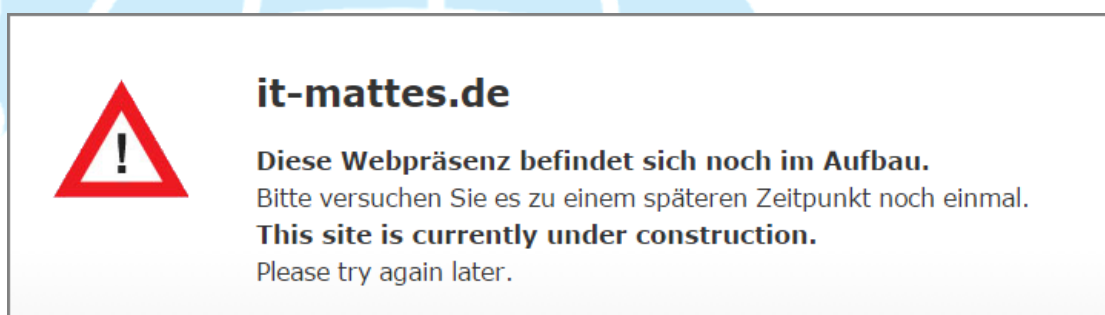 !
it-mattes.de
Diese Webpräsenz befindet sich noch im Aufbau.
Bitte versuchen Sie es zu einem späteren Zeitpunkt noch einmal.
This site is currently under construction.
Please try again later.